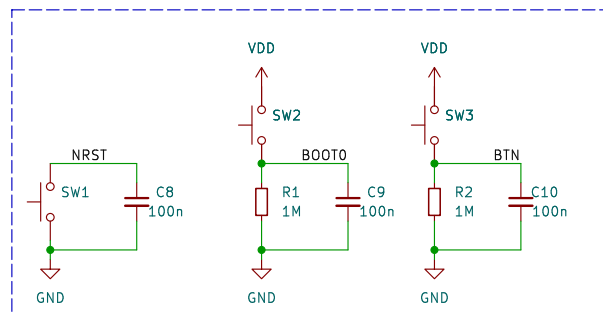 VDD
VDD
SW2
SW3
NRST
BOOT0
BTN
SW1
C8
100n
R1
1M
C9
100n
R2
1M
C10
100n
GND
GND
GND